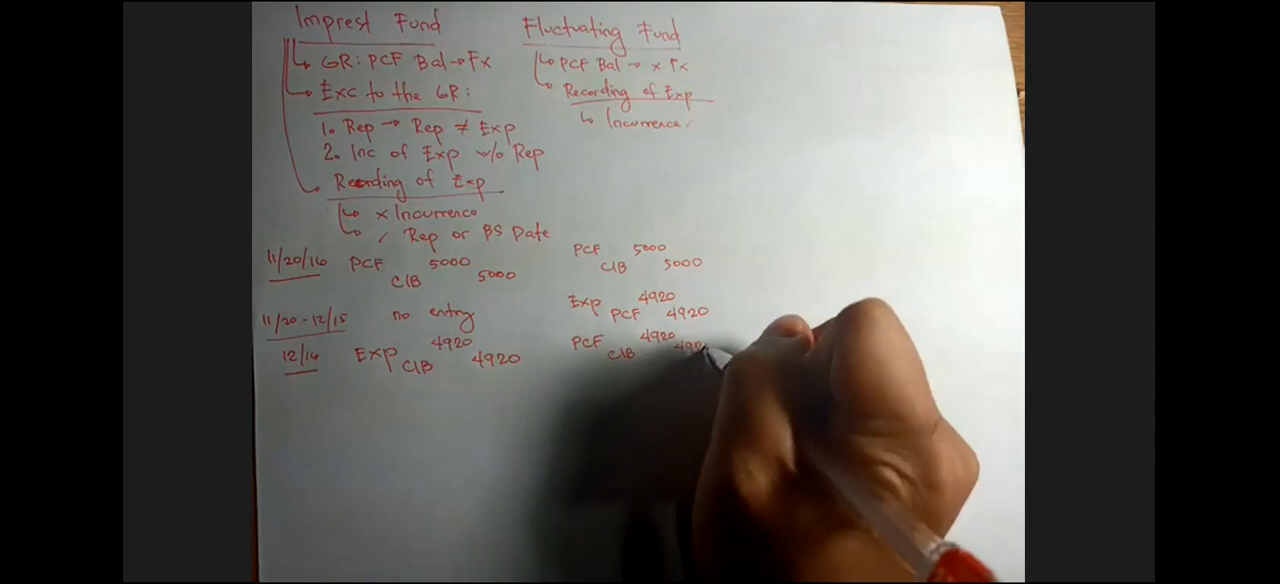 Imprest Fund
↳ GR: PCF Bal → Fx
↳ Exc to the GR:
1. Rep → Rep ≠ Exp
2. Inc of Exp w/o Rep
↳ Recording of Exp
↳ x Incurrence
↳ ✓ Rep or BS Date
Fluctuating Fund
↳ PCF Bal → x Fx
↳ Recording of Exp
↳ Incurrence
11/20/16 PCF 5000
CIB 5000
PCF 5000
CIB 5000
11/20 - 12/15 no entry
Exp 4920
PCF 4920
12/16 Exp 4920
CIB 4920
PCF 4920
CIB